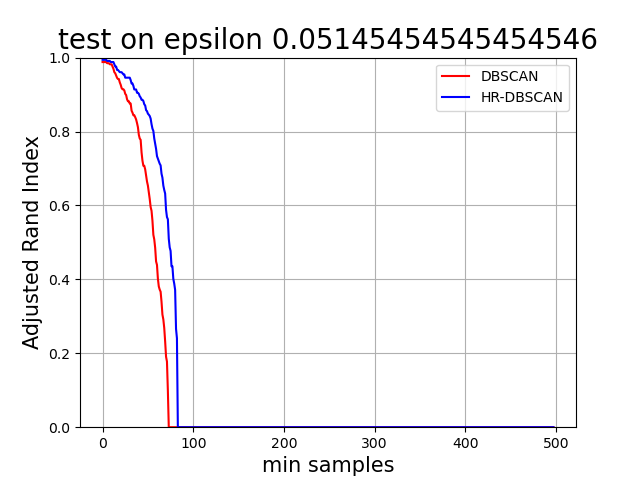 test on epsilon 0.05145454545454546
1.0
0.8
0.6
0.4
0.2
0.0
Adjusted Rand Index
DBSCAN
HR-DBSCAN
0 100 200 300 400 500
min samples